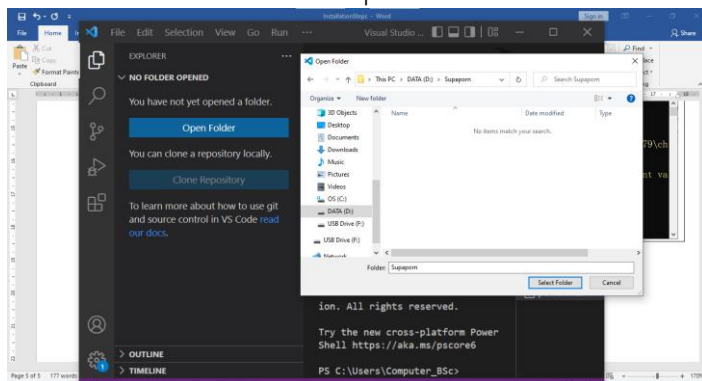 InstallationSteps - Word
Sign in
File Home
Share
Cut
Paste
Format Painter
Clipboard
Find
File Edit Selection View Go Run ··· Visual Studio ...
EXPLORER
NO FOLDER OPENED
You have not yet opened a folder.
Open Folder
You can clone a repository locally.
Clone Repository
To learn more about how to use git
and source control in VS Code read
our docs.
OUTLINE
TIMELINE
Open Folder
This PC > DATA (D:) > Supaporn
Search Supaporn
Organize New folder
Name Date modified Type
No items match your search.
3D Objects
Desktop
Documents
Downloads
Music
Pictures
Videos
OS (C:)
DATA (D:)
USB Drive (F:)
USB Drive (F:)
Network
Folder: Supaporn
Select Folder Cancel
79\ch
nt va
ion. All rights reserved.
Try the new cross-platform Power
Shell https://aka.ms/pscore6
PS C:\Users\Computer_BSc>
Page 5 of 5 177 words
170%